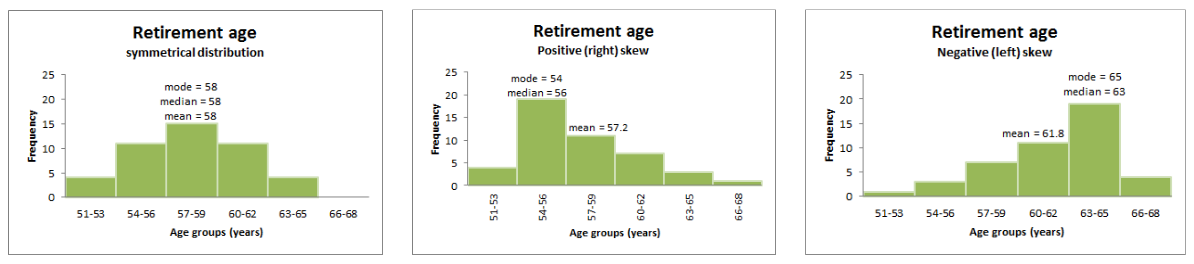 Retirement age
symmetrical distribution
25
20
15
10
5
0
Frequency
mode = 58
median = 58
mean = 58
51-53 54-56 57-59 60-62 63-65 66-68
Age groups (years)
Retirement age
Positive (right) skew
25
20
15
10
5
0
Frequency
mode = 54
median = 56
mean = 57.2
51-53 54-56 57-59 60-62 63-65 66-68
Age groups (years)
Retirement age
Negative (left) skew
25
20
15
10
5
0
Frequency
mode = 65
median = 63
mean = 61.8
51-53 54-56 57-59 60-62 63-65 66-68
Age groups (years)